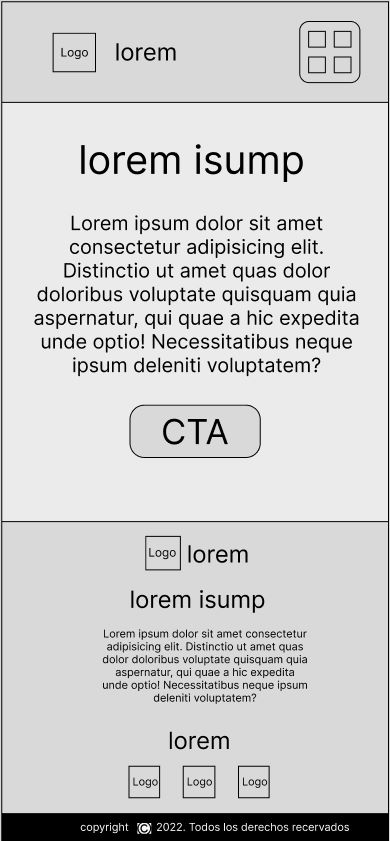 Logo lorem
lorem isump
Lorem ipsum dolor sit amet
consectetur adipisicing elit.
Distinctio ut amet quas dolor
doloribus voluptate quisquam quia
aspernatur, qui quae a hic expedita
unde optio! Necessitatibus neque
ipsum deleniti voluptatem?
CTA
Logo lorem
lorem isump
Lorem ipsum dolor sit amet consectetur
adipisicing elit. Distinctio ut amet quas
dolor doloribus voluptate quisquam quia
aspernatur, qui quae a hic expedita
unde optio! Necessitatibus neque ipsum
deleniti voluptatem?
lorem
Logo Logo Logo
copyright © 2022. Todos los derechos recervados